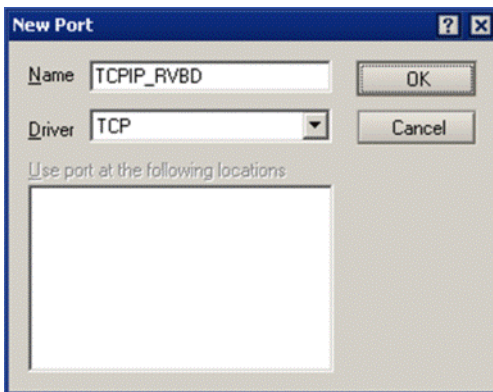 New Port
Name TCPIP_RVBD OK
Driver TCP Cancel
Use port at the following locations